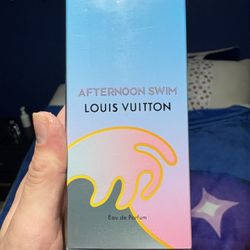 AFTERNOON SWIM
LOUIS VUITTON
Eau de Parfum